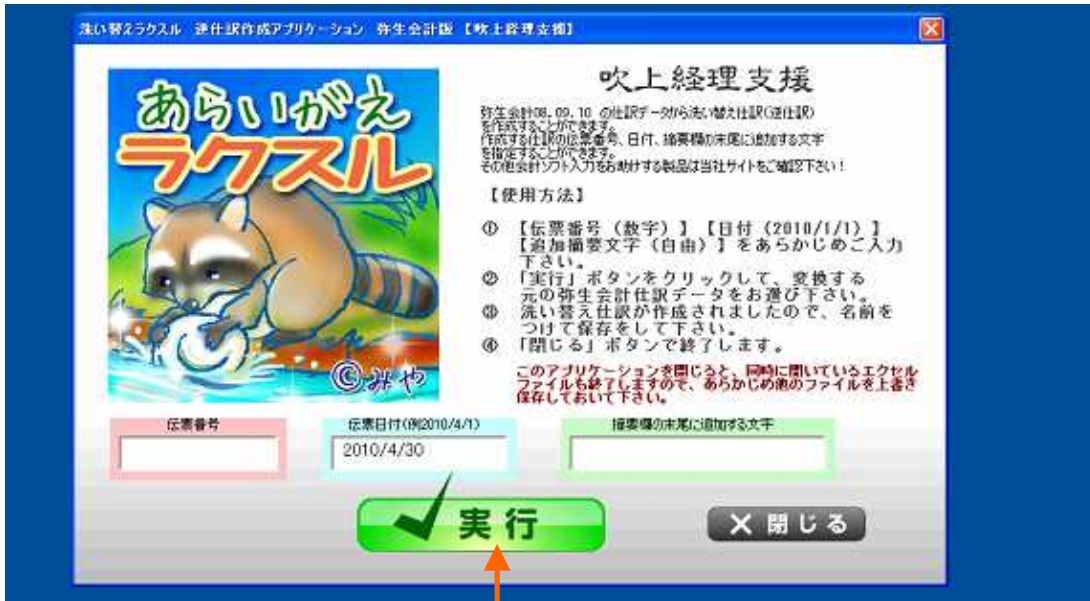 洗い替えラクスル 逆仕訳作成アプリケーション 弥生会計版 【吹上経理支援】
あらいがえ
ラクスル
©みや
吹上経理支援
弥生会計08.09.10 の仕訳データから洗い替え仕訳(逆仕訳)
を作成することができます。
作成する仕訳の伝票番号、日付、摘要欄の末尾に追加する文字
を指定することができます。
その他会計ソフト入力をお助けする製品は当社サイトをご確認下さい！
【使用方法】
① 【伝票番号（数字）】【日付（2010/1/1）】
【追加摘要文字（自由）】をあらかじめご入力
下さい。
② 「実行」ボタンをクリックして、変換する
元の弥生会計仕訳データをお選び下さい。
③ 洗い替え仕訳が作成されましたので、名前を
つけて保存をして下さい。
④ 「閉じる」ボタンで終了します。
このアプリケーションを閉じると、同時に開いているエクセル
ファイルも終了しますので、あらかじめ他のファイルを上書き
保存しておいて下さい。
伝票番号
伝票日付(例2010/4/1)
2010/4/30
摘要欄の末尾に追加する文字
実行
閉じる